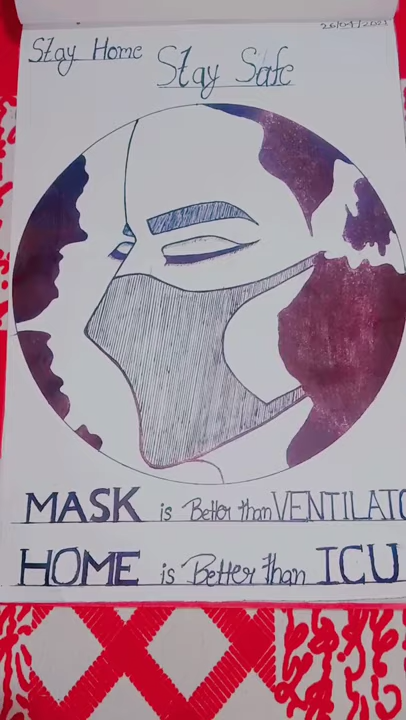 Stay Home
Stay Safe
MASK is Better than VENTILATO
HOME is Better than ICU